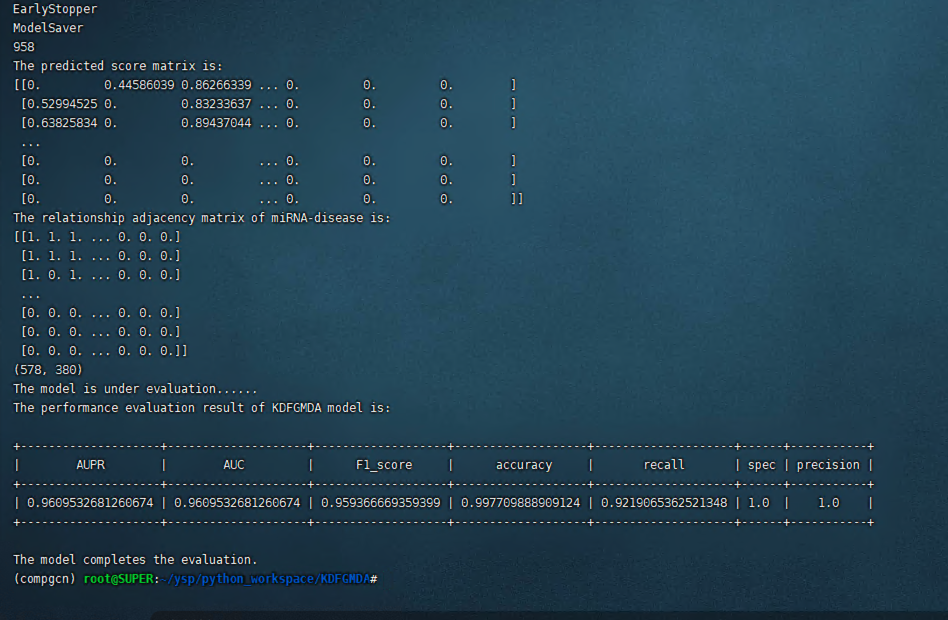 EarlyStopper
ModelSaver
958
The predicted score matrix is:
[[0.         0.44586039 0.86266339 ... 0.         0.         0.        ]
 [0.52994525 0.         0.83233637 ... 0.         0.         0.        ]
 [0.63825834 0.         0.89437044 ... 0.         0.         0.        ]
 ...
 [0.         0.         0.         ... 0.         0.         0.        ]
 [0.         0.         0.         ... 0.         0.         0.        ]
 [0.         0.         0.         ... 0.         0.         0.        ]]
The relationship adjacency matrix of miRNA-disease is:
[[1. 1. 1. ... 0. 0. 0.]
 [1. 1. 1. ... 0. 0. 0.]
 [1. 0. 1. ... 0. 0. 0.]
 ...
 [0. 0. 0. ... 0. 0. 0.]
 [0. 0. 0. ... 0. 0. 0.]
 [0. 0. 0. ... 0. 0. 0.]]
(578, 380)
The model is under evaluation......
The performance evaluation result of KDFGMDA model is:
+--------------------+--------------------+-------------------+-------------------+--------------------+------+-----------+
|        AUPR        |        AUC         |      F1_score     |      accuracy     |       recall       | spec | precision |
+--------------------+--------------------+-------------------+-------------------+--------------------+------+-----------+
| 0.9609532681260674 | 0.9609532681260674 | 0.959366669359399 | 0.997709888909124 | 0.9219065362521348 | 1.0  |    1.0    |
+--------------------+--------------------+-------------------+-------------------+--------------------+------+-----------+
The model completes the evaluation.
(compgcn) root@SUPER:~/ysp/python_workspace/KDFGMDA#